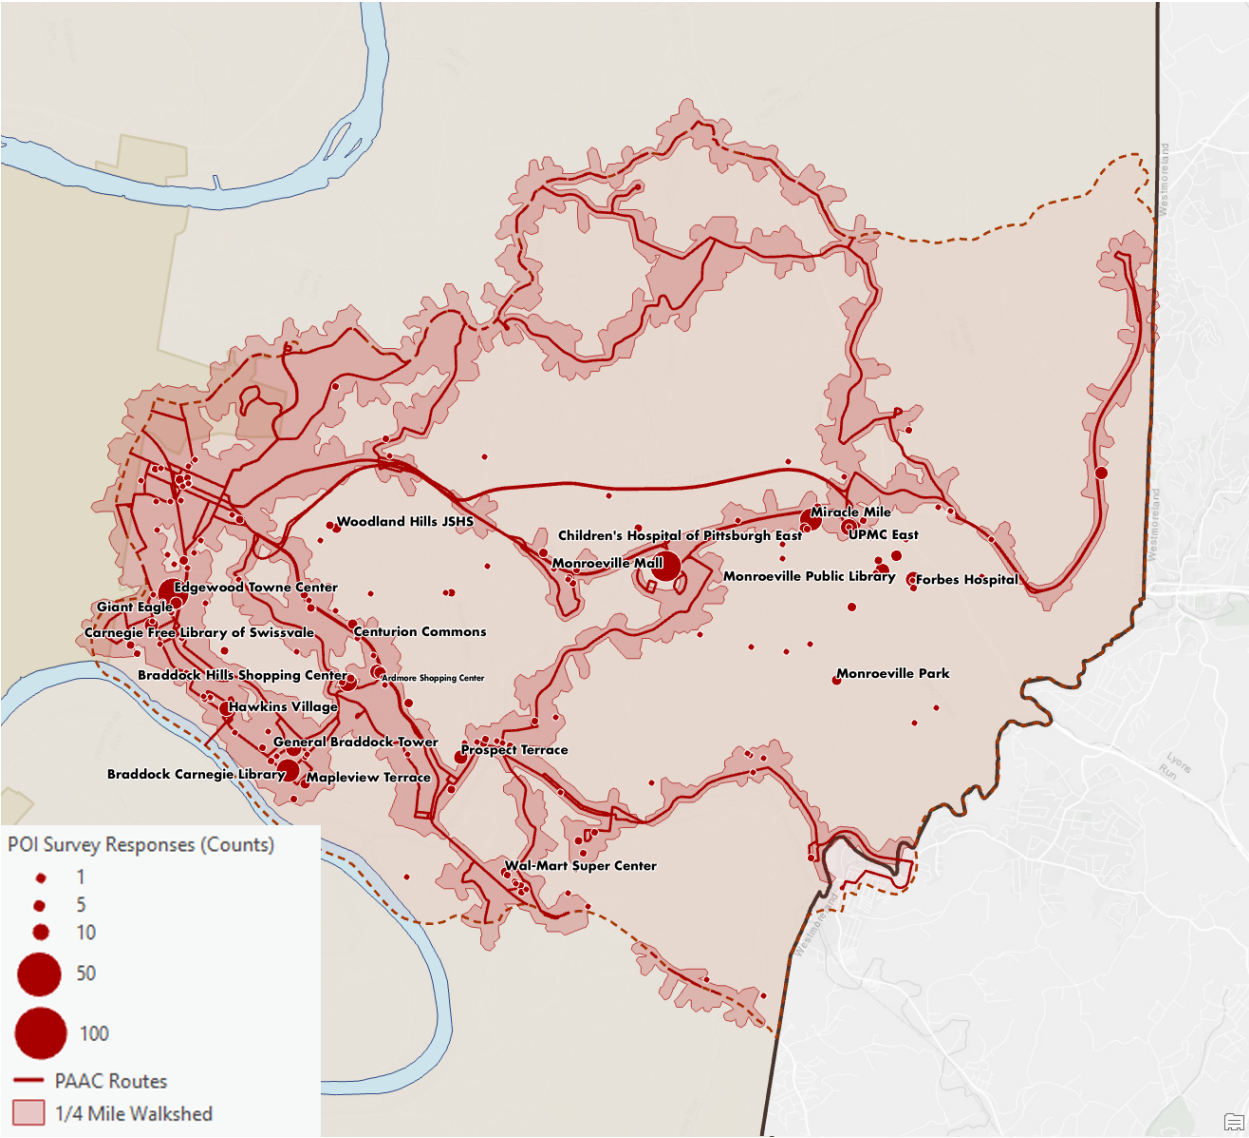 Westmoreland
Westmoreland
Miracle Mile
Woodland Hills JSHS
Children's Hospital of Pittsburgh East
UPMC East
Monroeville Mall
Monroeville Public Library
Forbes Hospital
Edgewood Towne Center
Giant Eagle
Carnegie Free Library of Swissvale
Centurion Commons
Braddock Hills Shopping Center
Ardmore Shopping Center
Monroeville Park
Hawkins Village
General Braddock Tower
Prospect Terrace
Braddock Carnegie Library
Mapleview Terrace
Lyons
Run
Wal-Mart Super Center
Westmoreland
POI Survey Responses (Counts)
1
5
10
50
100
PAAC Routes
1/4 Mile Walkshed